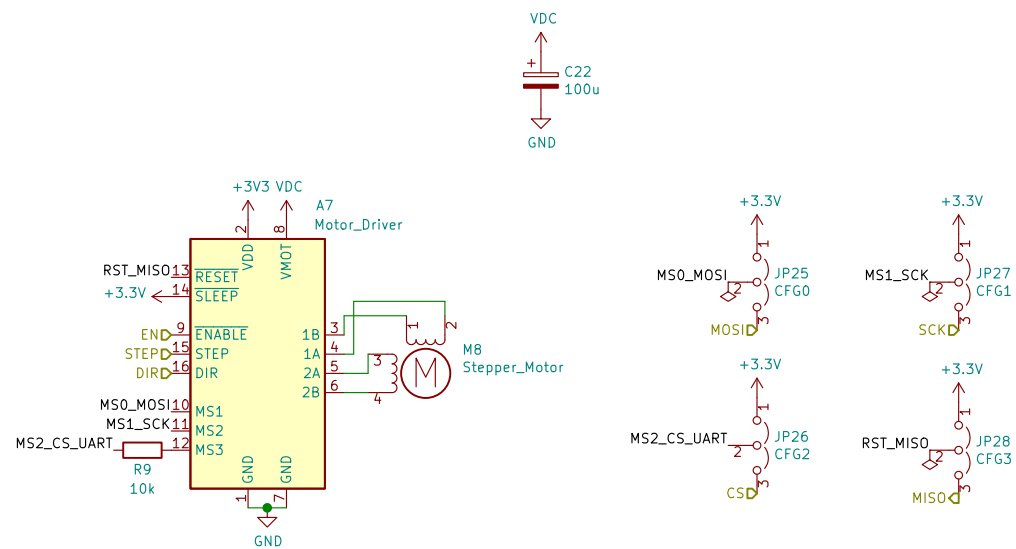 VDC
+
C22
100u
GND
+3V3 VDC
A7
Motor_Driver
2
8
VDD
VMOT
RST_MISO 13 RESET
+3.3V 14 SLEEP
EN 9 ENABLE
STEP 15 STEP
DIR 16 DIR
MS0_MOSI 10 MS1
MS1_SCK 11 MS2
MS2_CS_UART 12 MS3
R9
10k
1B 3
1A 4
2A 5
2B 6
GND
GND
1
7
GND
1
2
3
4
M
M8
Stepper_Motor
+3.3V
1
MS0_MOSI
2
JP25
CFG0
3
MOSI
+3.3V
1
MS1_SCK
2
JP27
CFG1
3
SCK
+3.3V
1
MS2_CS_UART
2
JP26
CFG2
3
CS
+3.3V
1
RST_MISO
2
JP28
CFG3
3
MISO